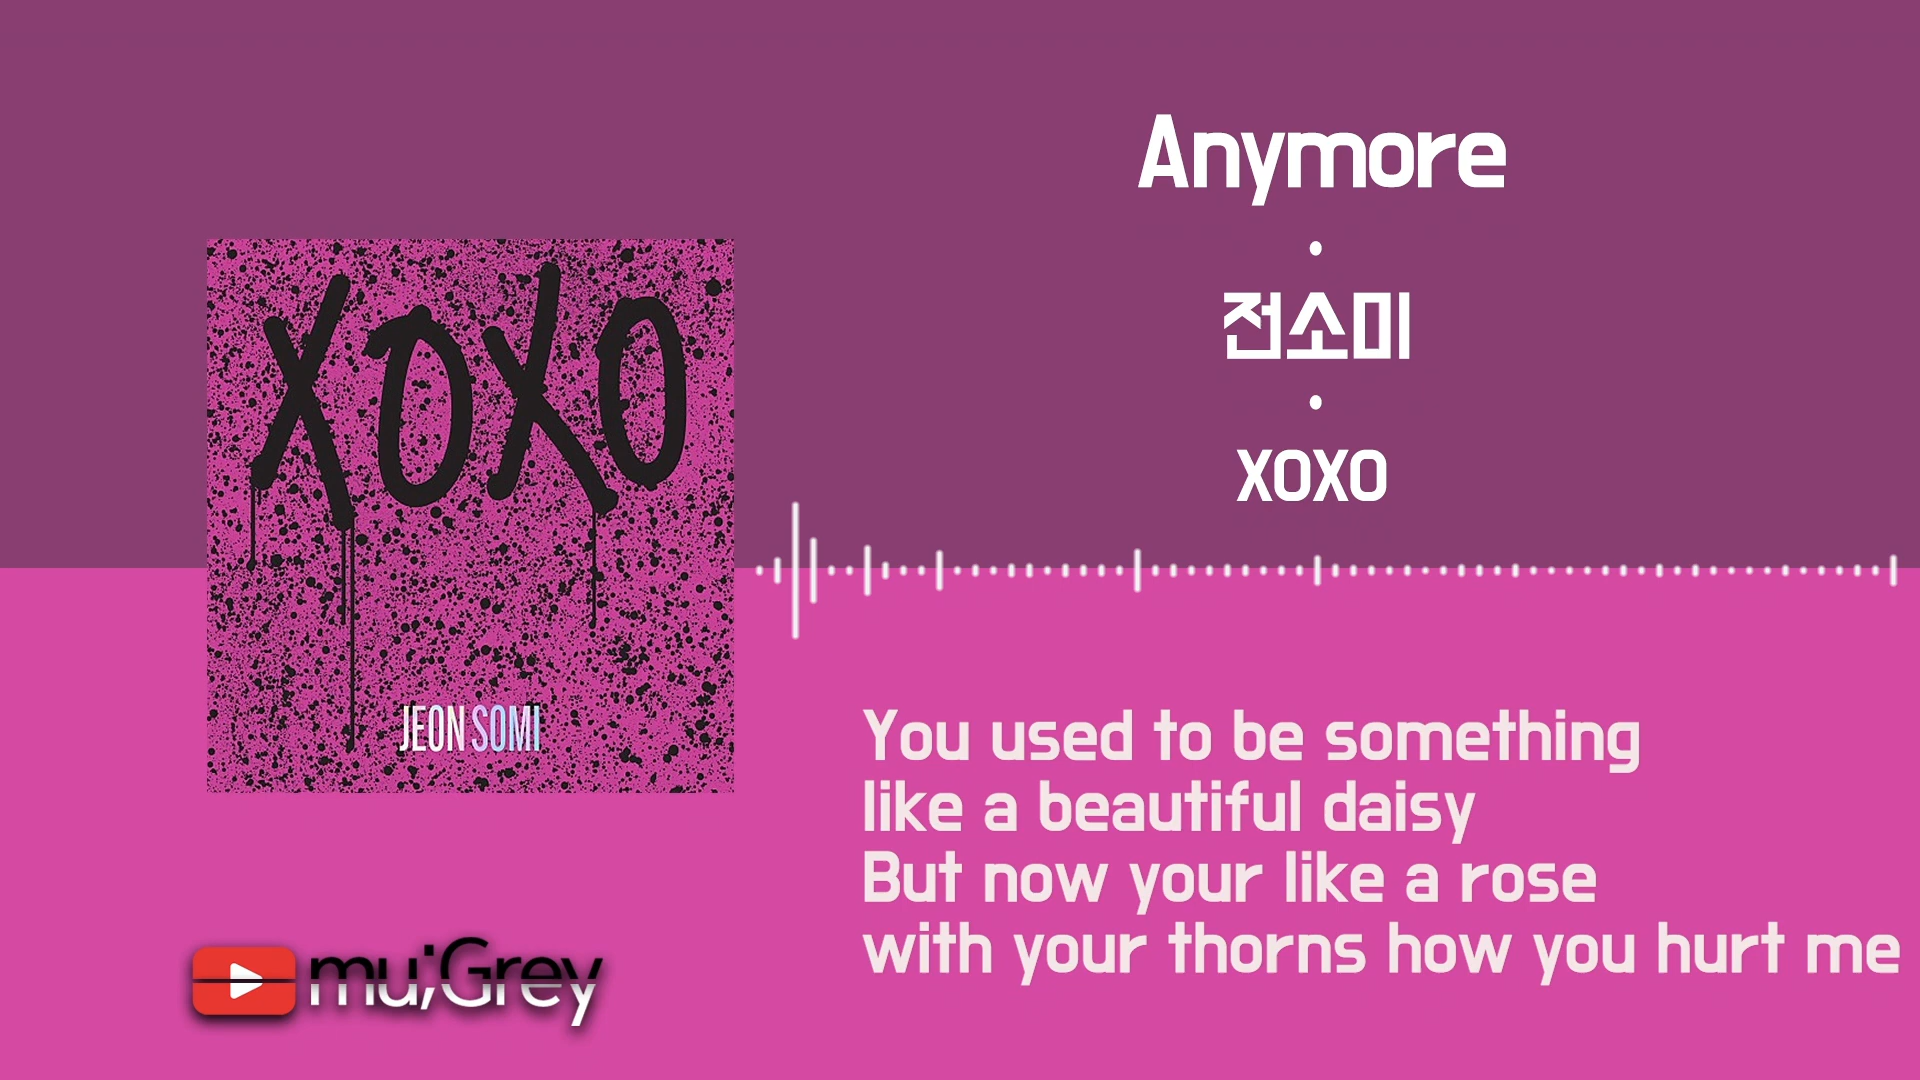 Anymore
•
전소미
•
XOXO
XOXO
JEON SOMI
You used to be something
like a beautiful daisy
But now your like a rose
with your thorns how you hurt me
mu;Grey